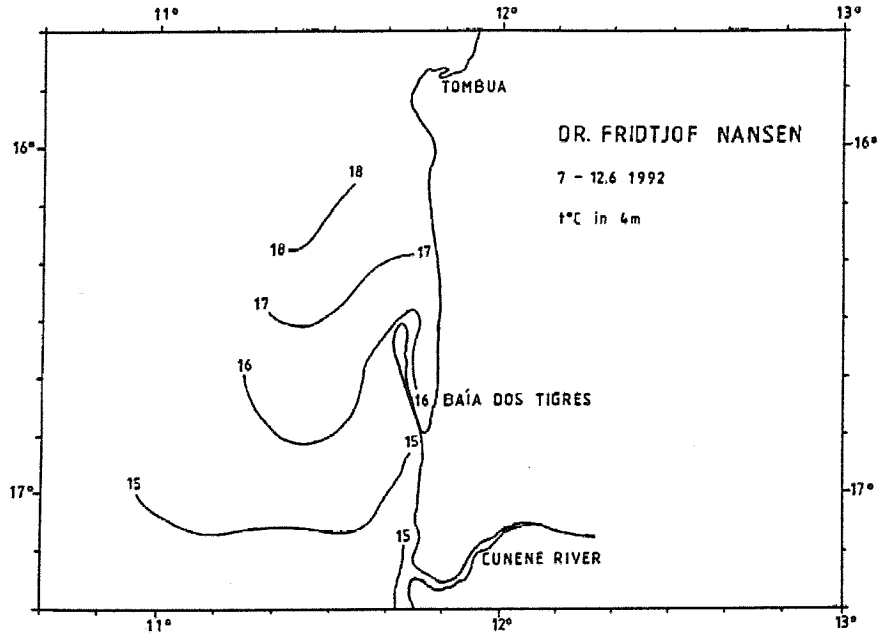 11° 12° 13°
TOMBUA
DR. FRIDTJOF NANSEN
16° 16°
7 - 12.6 1992
18
t°C in 4m
18
17
17
16
16 BAÍA DOS TIGRES
15
15
17° 17°
15
CUNENE RIVER
11° 12° 13°